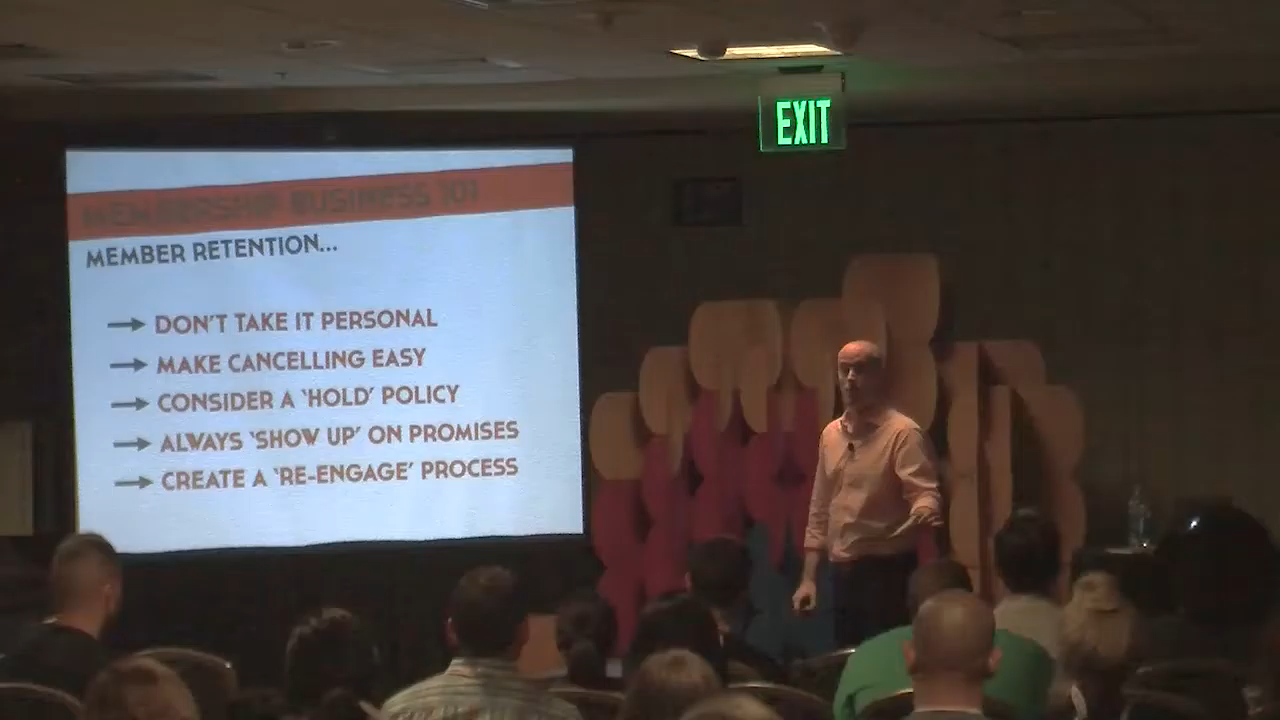 EXIT
MEMBERSHIP BUSINESS 101
MEMBER RETENTION...
DON'T TAKE IT PERSONAL
MAKE CANCELLING EASY
CONSIDER A 'HOLD' POLICY
ALWAYS 'SHOW UP' ON PROMISES
CREATE A 'RE-ENGAGE' PROCESS